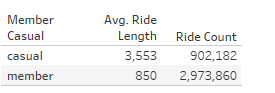 Member Avg. Ride
Casual Length Ride Count
casual 3,553 902,182
member 850 2,973,860